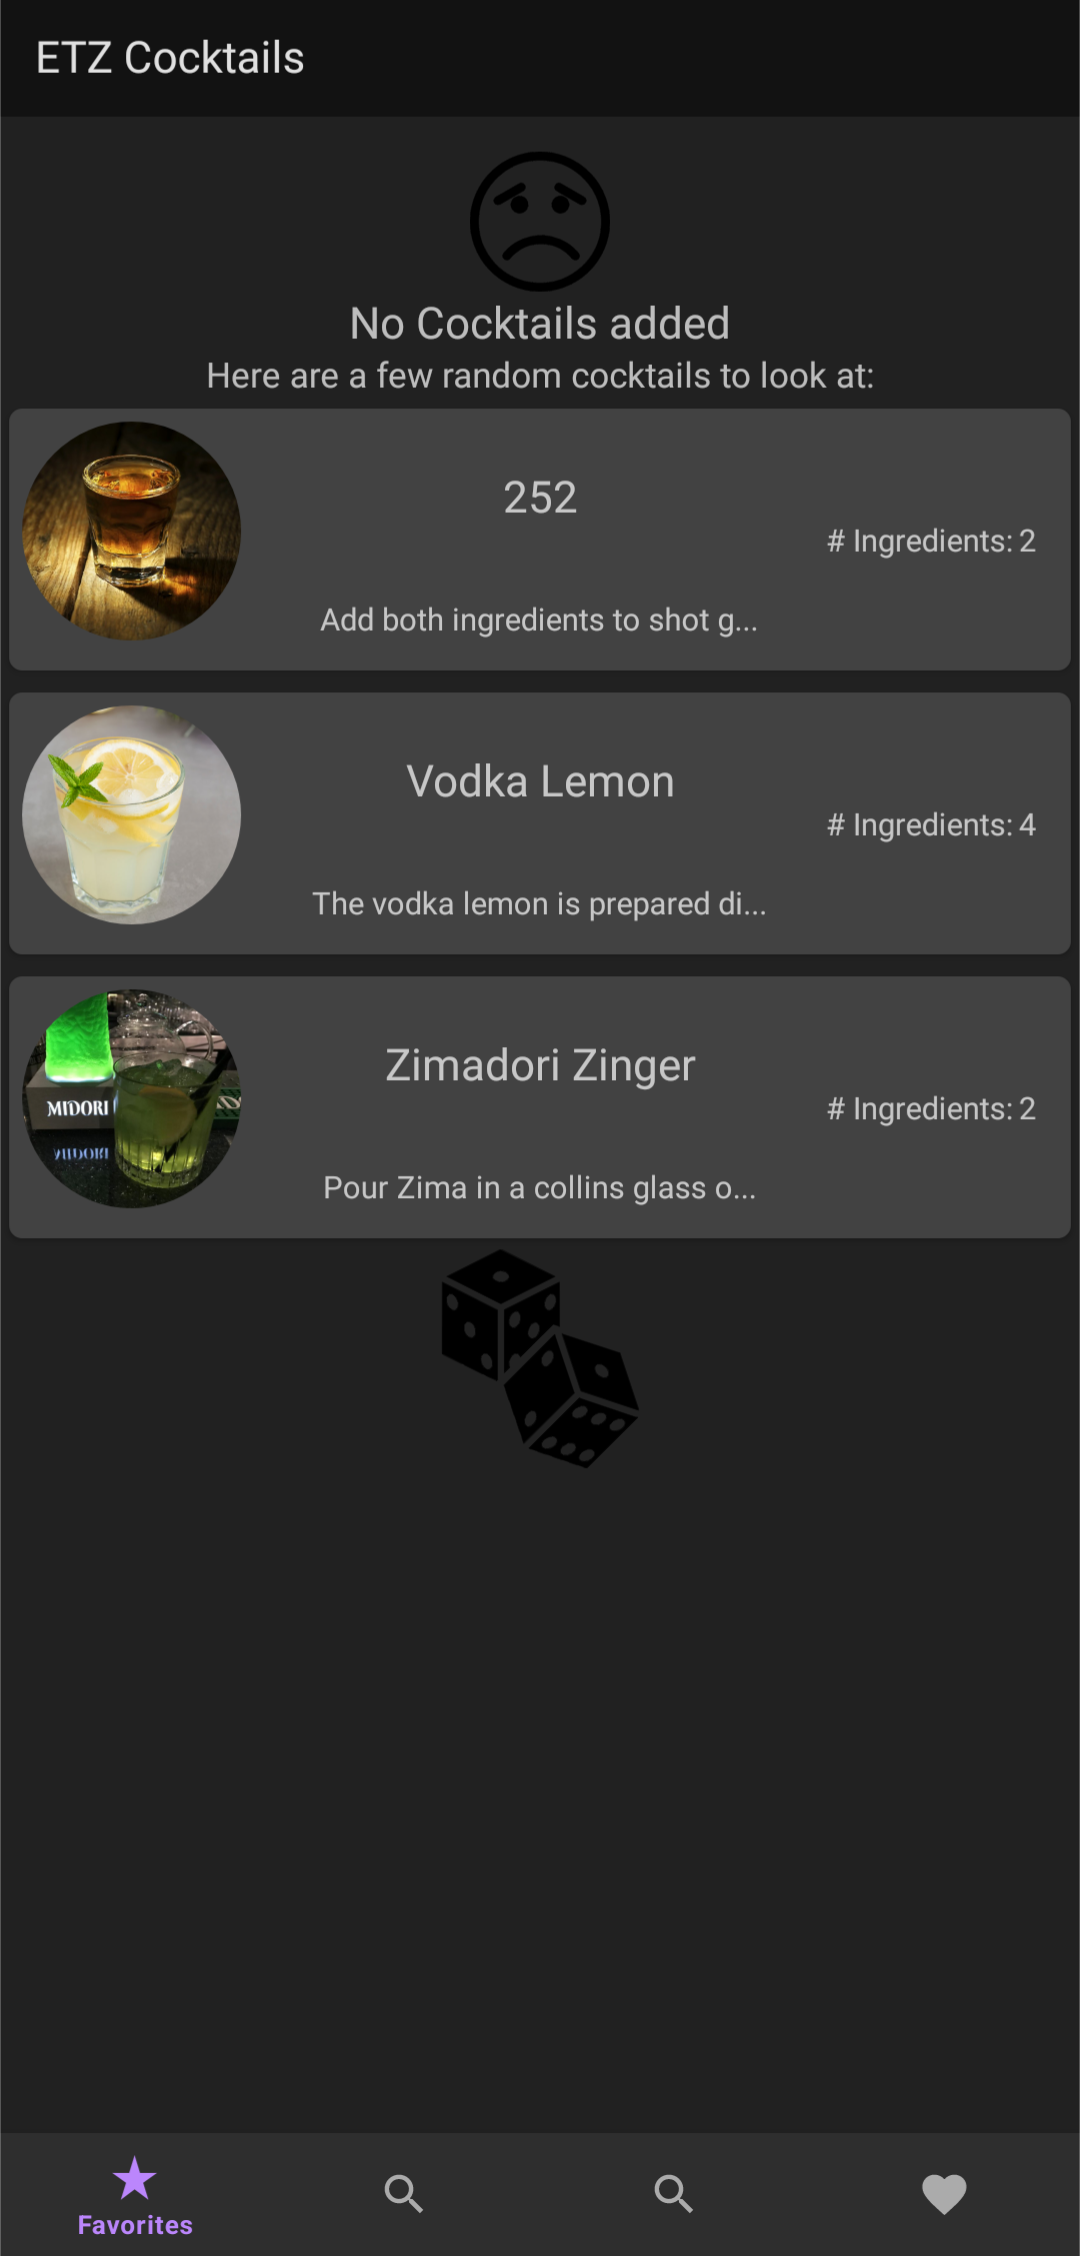 ETZ Cocktails
No Cocktails added
Here are a few random cocktails to look at:
252
# Ingredients: 2
Add both ingredients to shot g...
Vodka Lemon
# Ingredients: 4
The vodka lemon is prepared di...
MIDORI
Zimadori Zinger
# Ingredients: 2
Pour Zima in a collins glass o...
Favorites